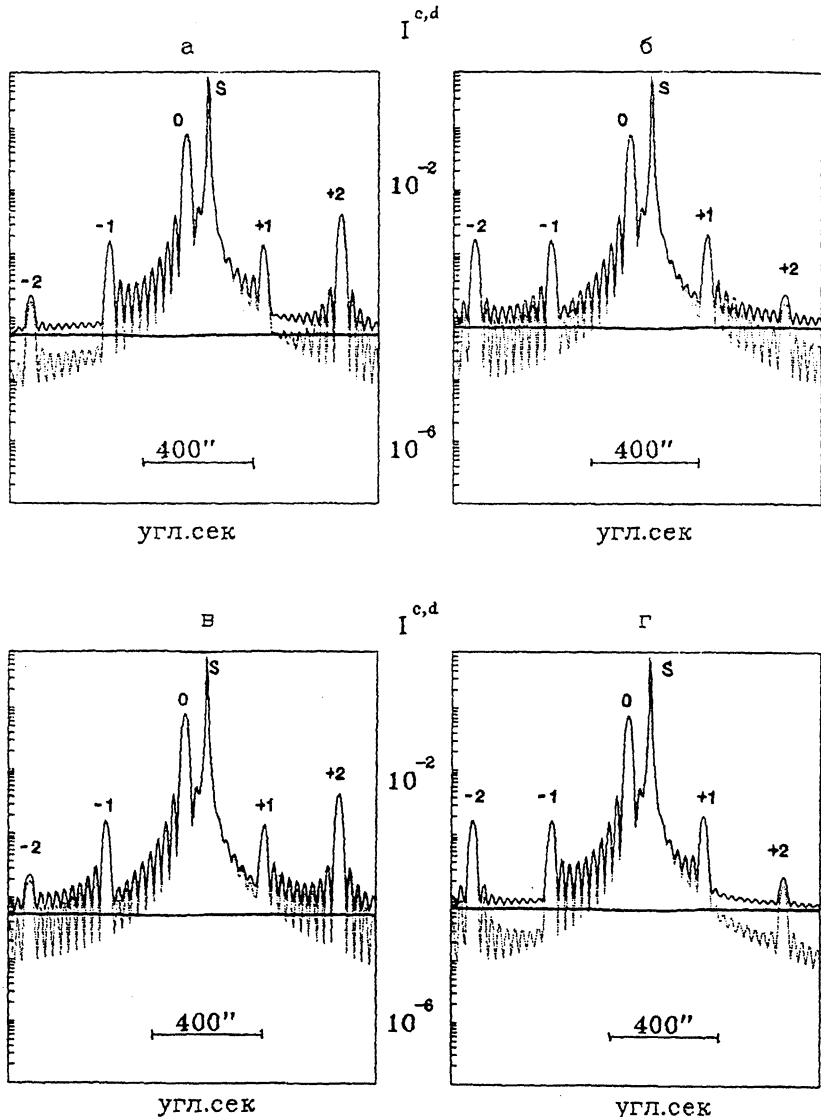 I^{c,d}
а
б
S
0
-1
+1
+2
-2
S
0
-2
-1
+1
+2
10^{-2}
400"
400"
10^{-6}
угл.сек
угл.сек
I^{c,d}
в
г
S
0
-1
+1
+2
-2
S
0
-2
-1
+1
+2
10^{-2}
400"
400"
10^{-6}
угл.сек
угл.сек